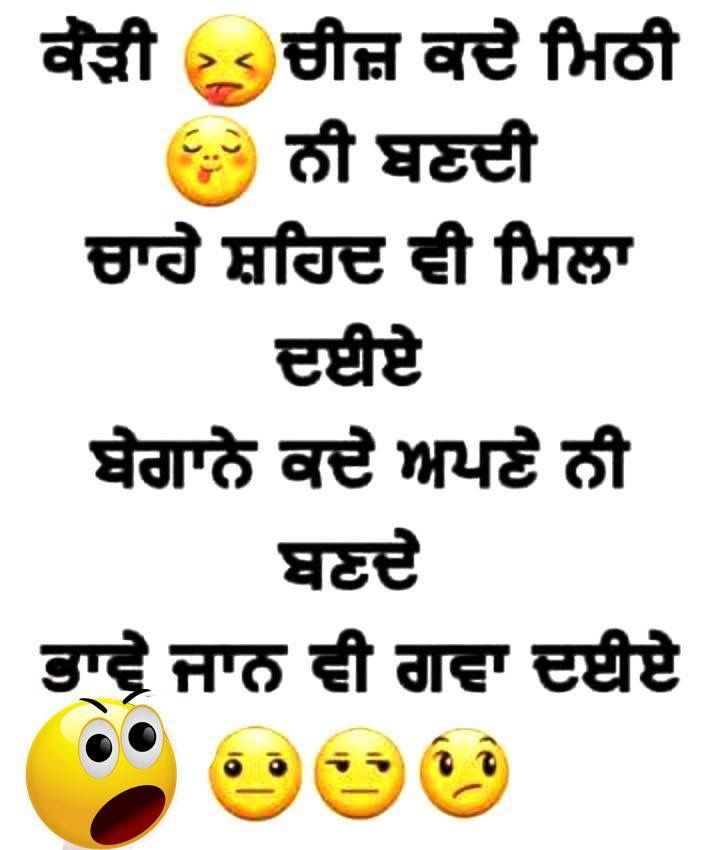 ਕੌੜੀ 😝 ਚੀਜ਼ ਕਦੇ ਮਿਠੀ
😋 ਨੀ ਬਣਦੀ
ਚਾਹੇ ਸ਼ਹਿਦ ਵੀ ਮਿਲਾ
ਦਈਏ
ਬੇਗਾਨੇ ਕਦੇ ਅਪਣੇ ਨੀ
ਬਣਦੇ
ਭਾਵੇ ਜਾਨ ਵੀ ਗਵਾ ਦਈਏ